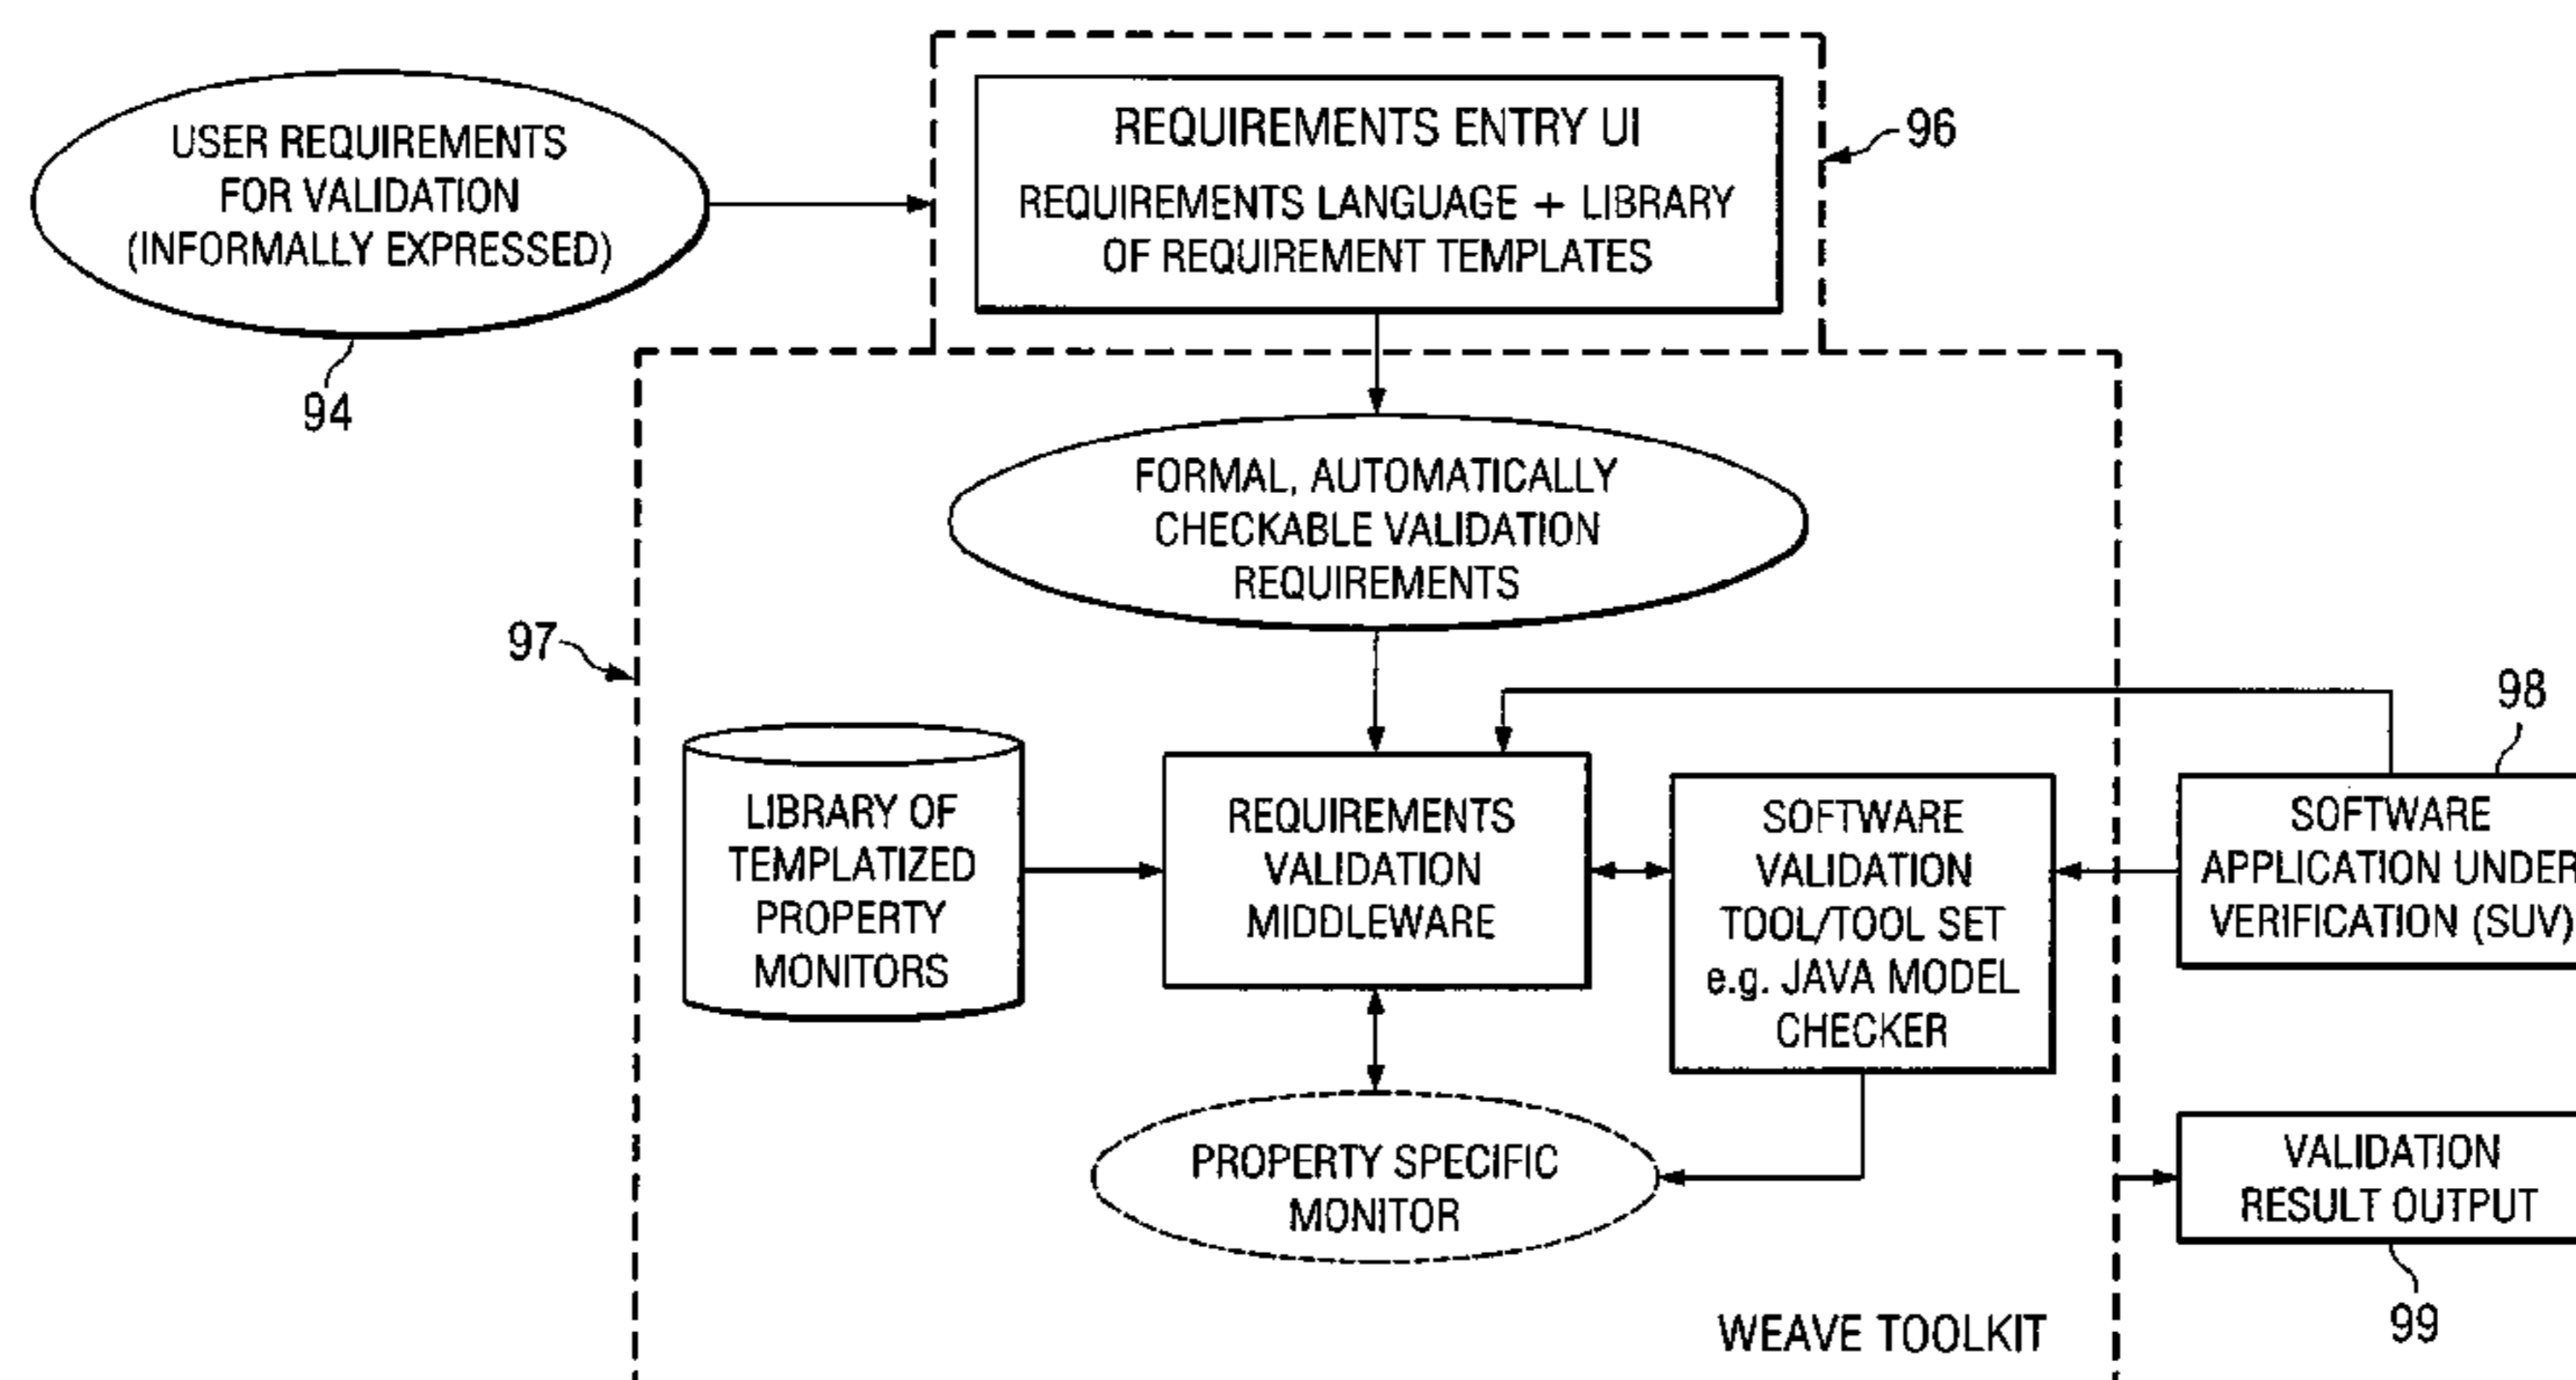 USER REQUIREMENTS
FOR VALIDATION
(INFORMALLY EXPRESSED)
94
REQUIREMENTS ENTRY UI
REQUIREMENTS LANGUAGE + LIBRARY
OF REQUIREMENT TEMPLATES
96
FORMAL, AUTOMATICALLY
CHECKABLE VALIDATION
REQUIREMENTS
97
LIBRARY OF
TEMPLATIZED
PROPERTY
MONITORS
REQUIREMENTS
VALIDATION
MIDDLEWARE
SOFTWARE
VALIDATION
TOOL/TOOL SET
e.g. JAVA MODEL
CHECKER
98
SOFTWARE
APPLICATION UNDER
VERIFICATION (SUV)
PROPERTY SPECIFIC
MONITOR
VALIDATION
RESULT OUTPUT
99
WEAVE TOOLKIT